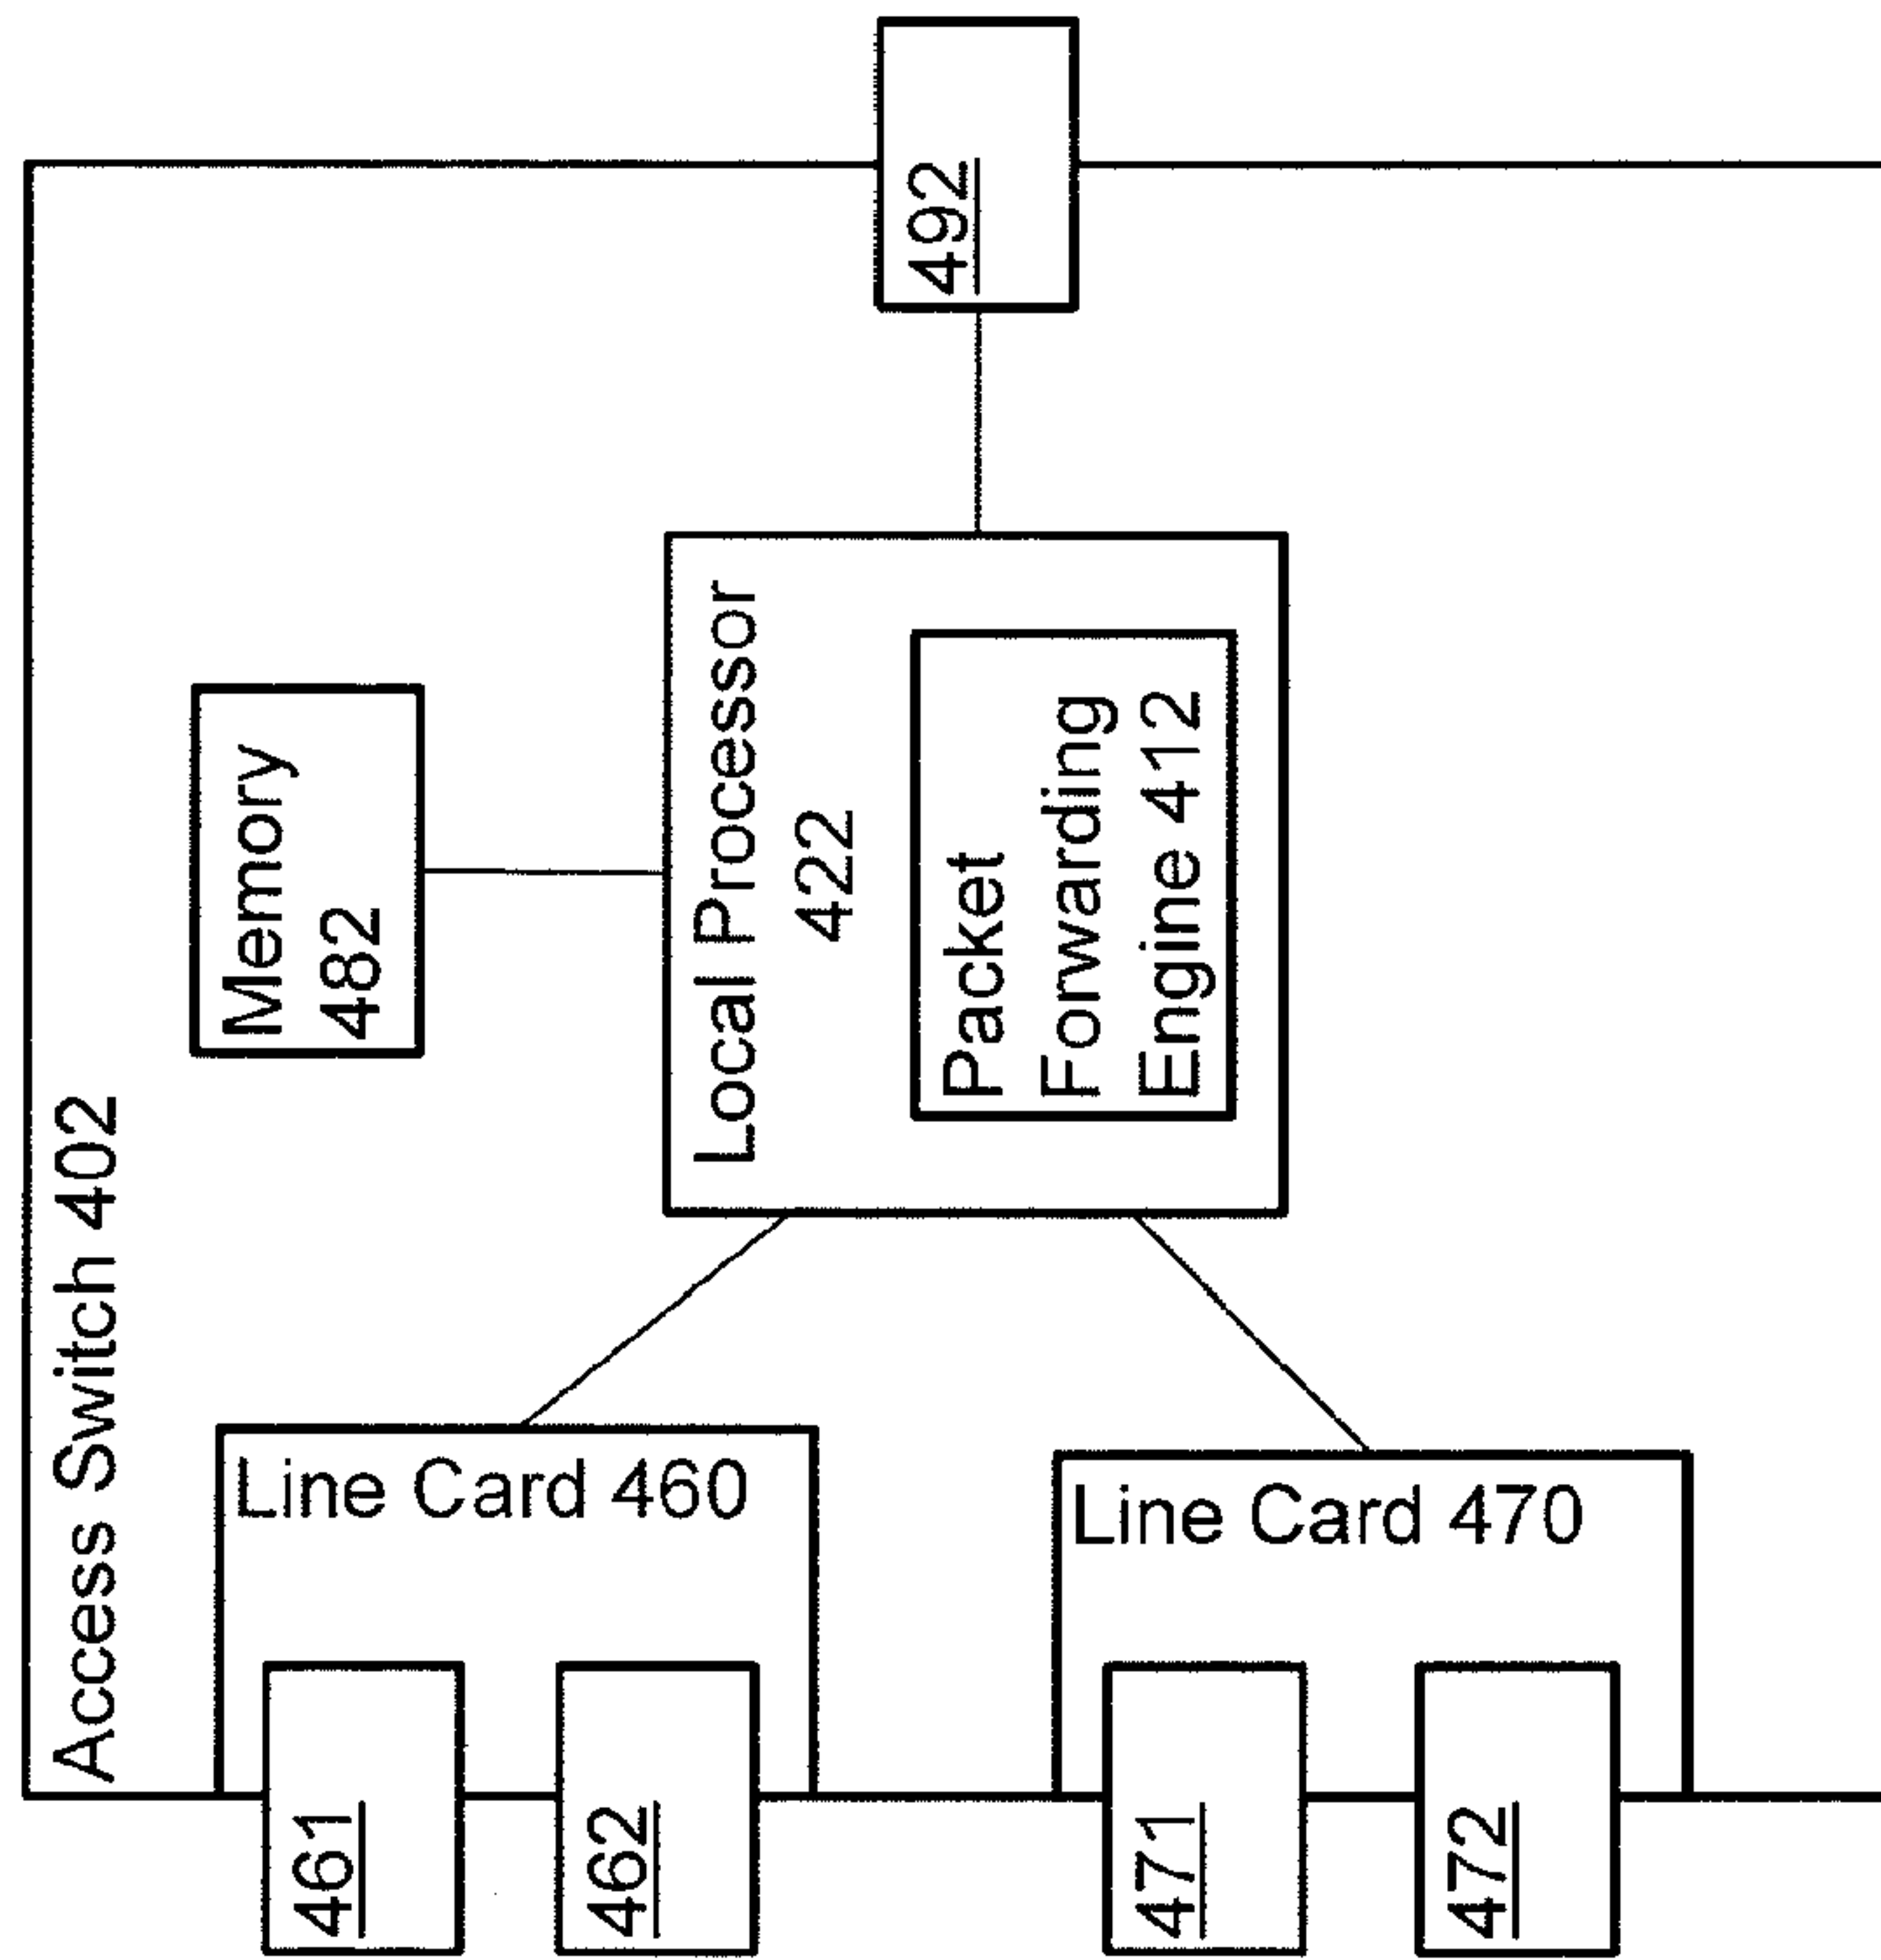 Access Switch 402
Memory
482
Line Card 460
461
462
Local Processor
422
Packet
Forwarding
Engine 412
492
Line Card 470
471
472